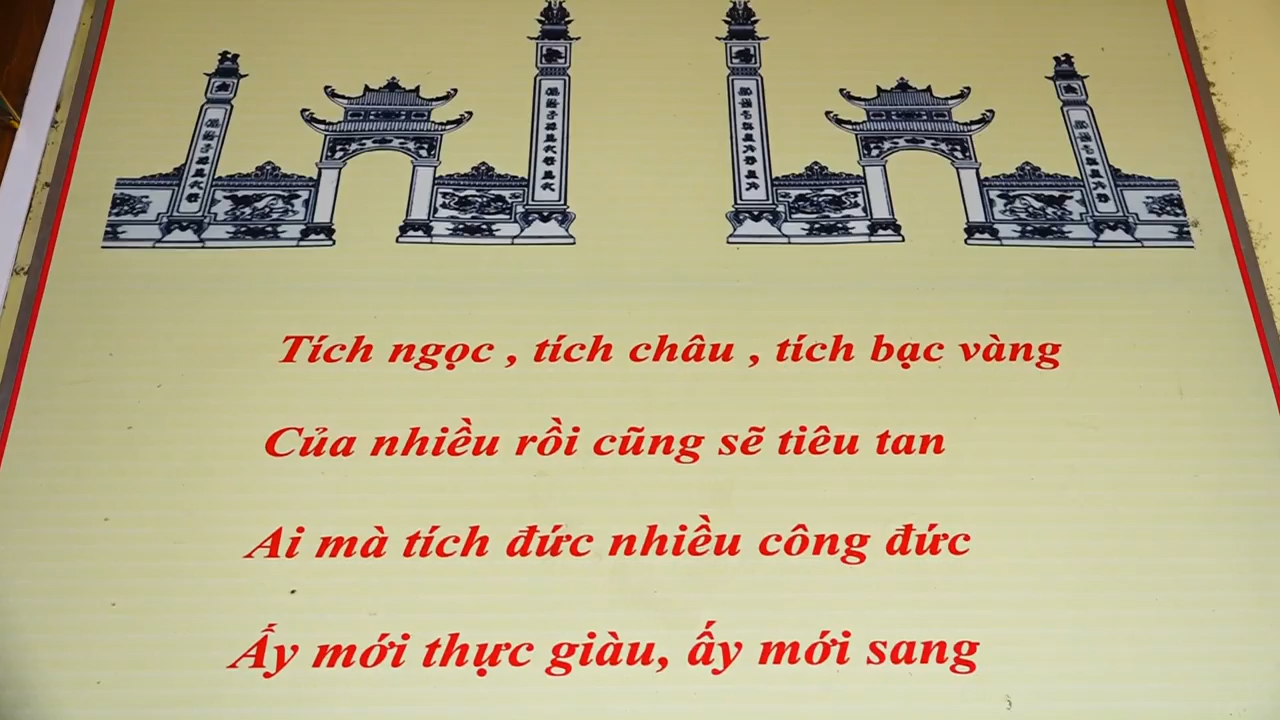 Tích ngọc , tích châu , tích bạc vàng
Của nhiều rồi cũng sẽ tiêu tan
Ai mà tích đức nhiều công đức
Ấy mới thực giàu, ấy mới sang